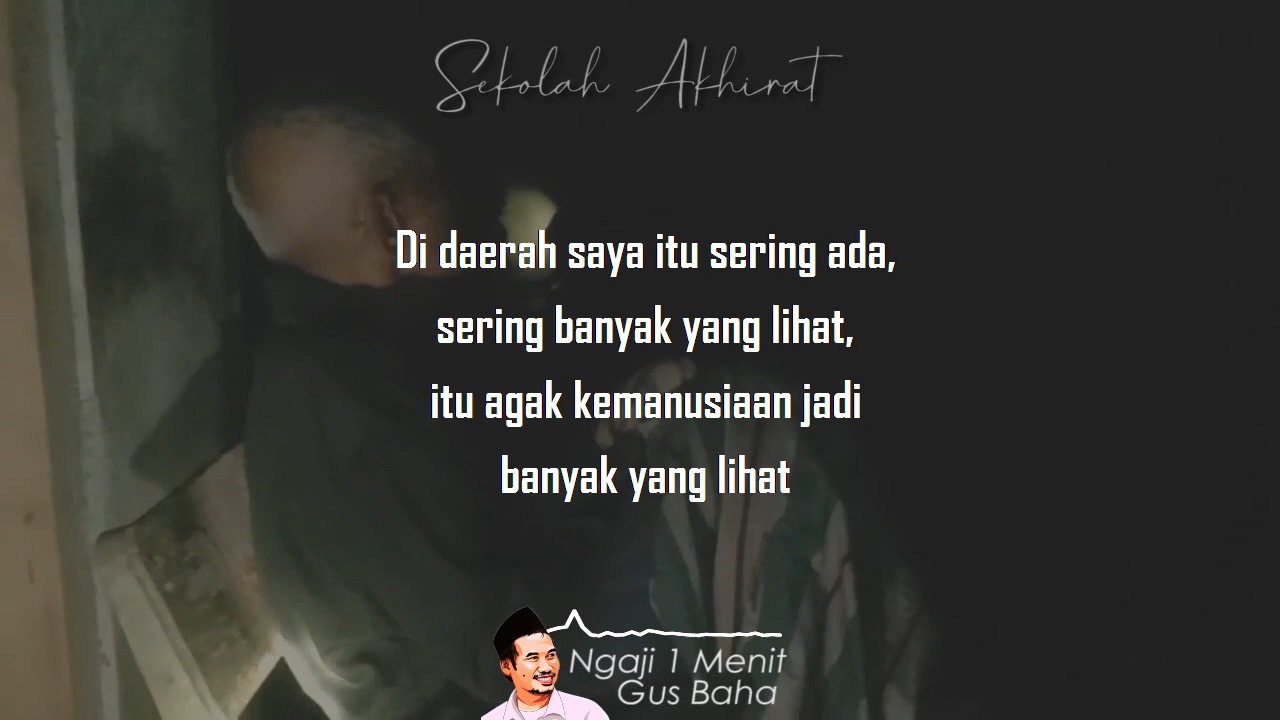 Sekolah Akhirat
Di daerah saya itu sering ada,
sering banyak yang lihat,
itu agak kemanusiaan jadi
banyak yang lihat
Ngaji 1 Menit
Gus Baha